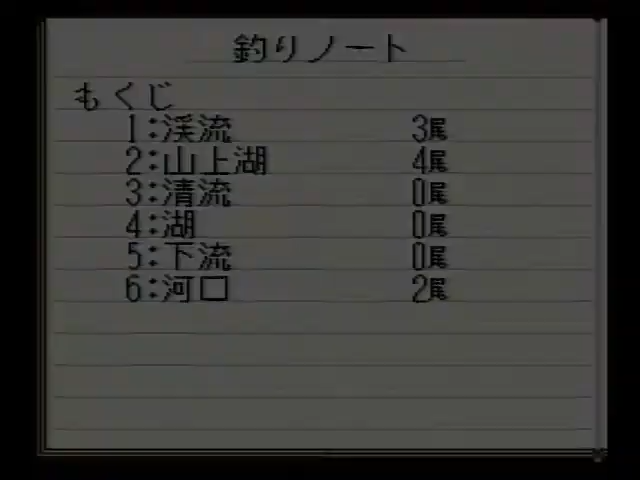 釣りノート
もくじ
1:渓流 3尾
2:山上湖 4尾
3:清流 0尾
4:湖 0尾
5:下流 0尾
6:河口 2尾